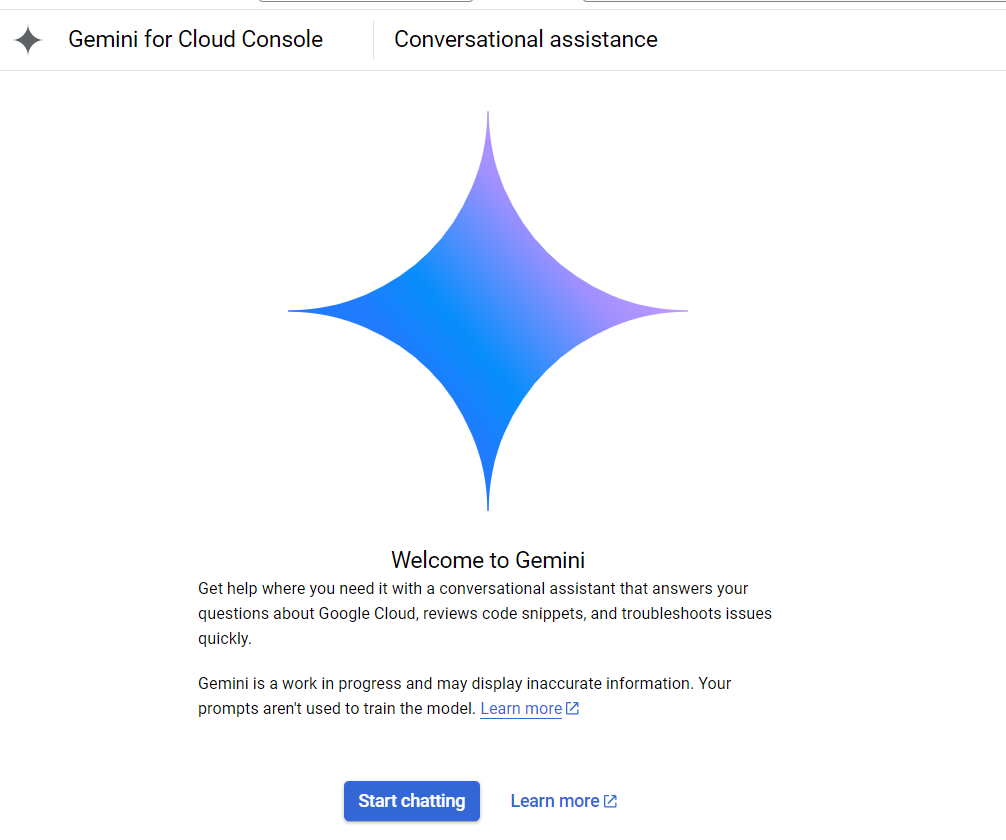 Gemini for Cloud Console
Conversational assistance
Welcome to Gemini
Get help where you need it with a conversational assistant that answers your
questions about Google Cloud, reviews code snippets, and troubleshoots issues
quickly.
Gemini is a work in progress and may display inaccurate information. Your
prompts aren't used to train the model. Learn more
Start chatting
Learn more